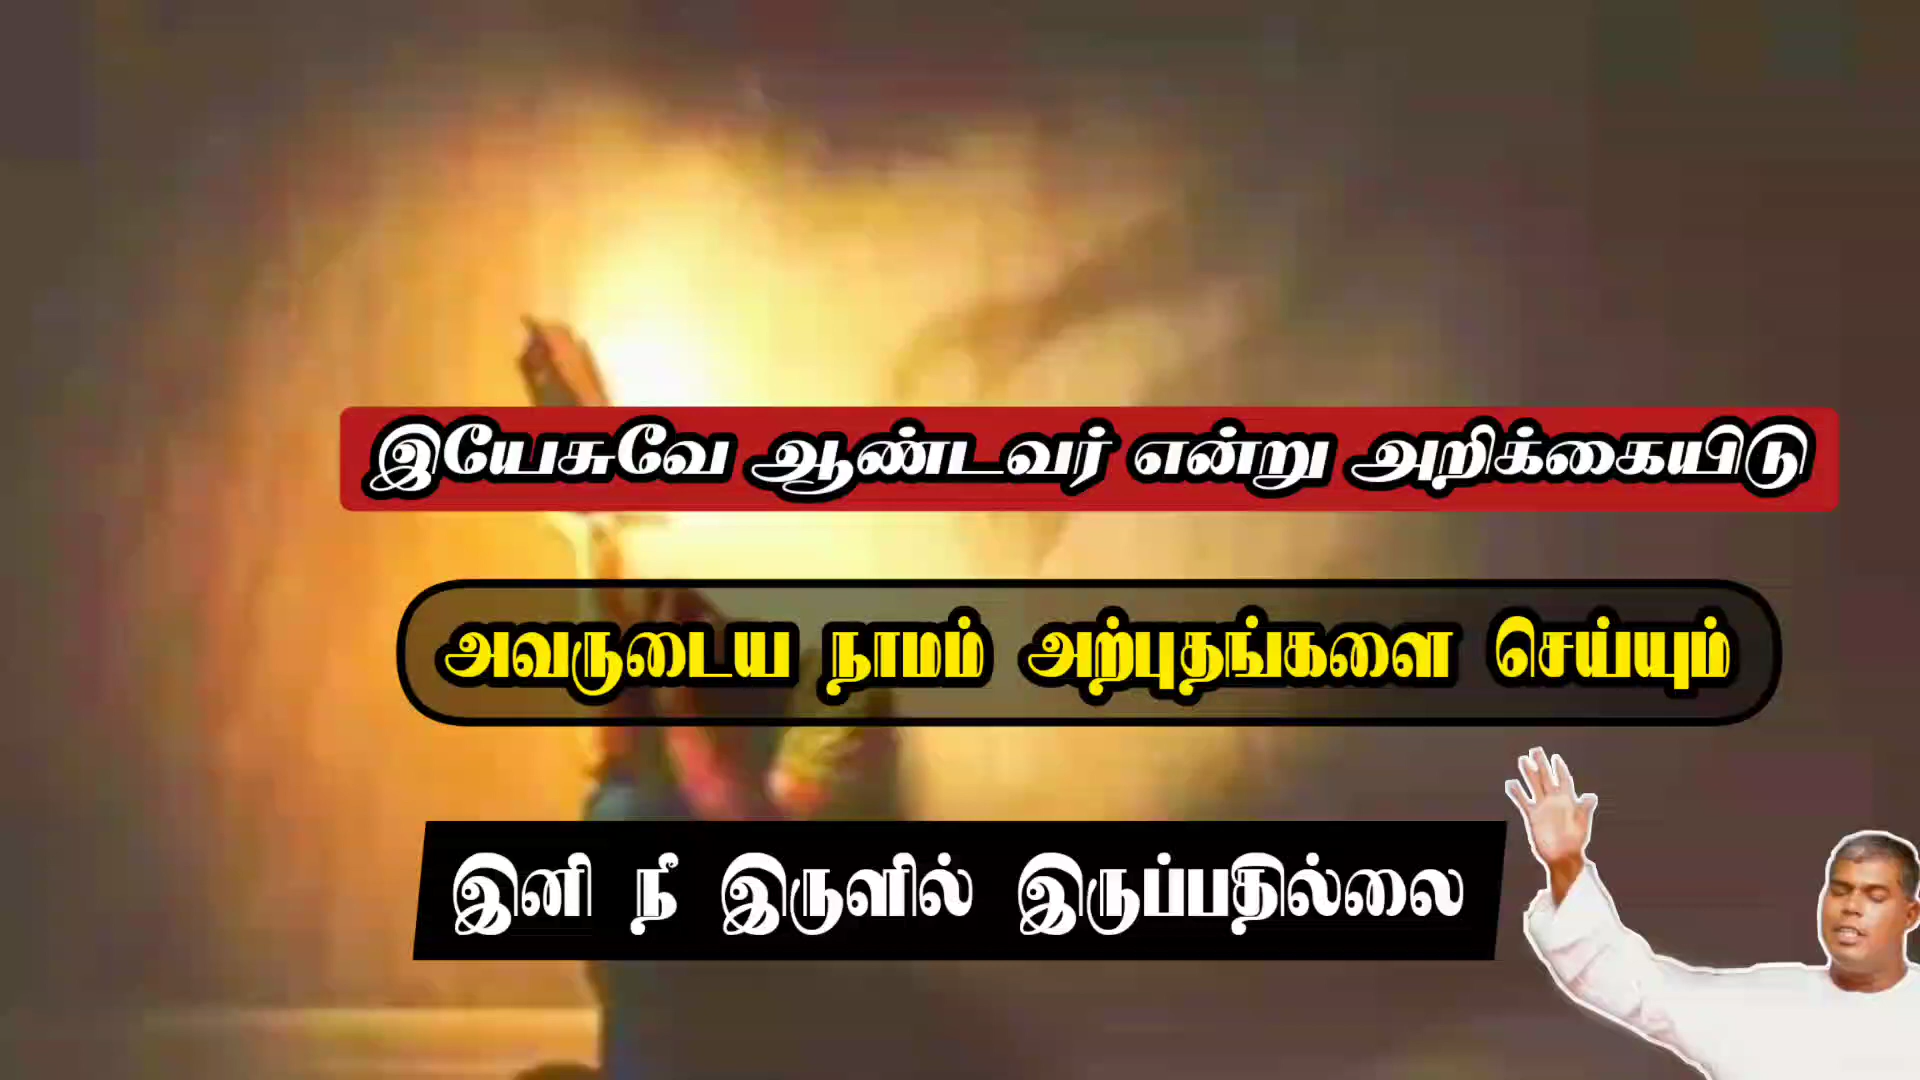 இயேசுவே ஆண்டவர் என்று அறிக்கையிடு
அவருடைய நாமம் அற்புதங்களை செய்யும்
இனி நீ இருளில் இருப்பதில்லை